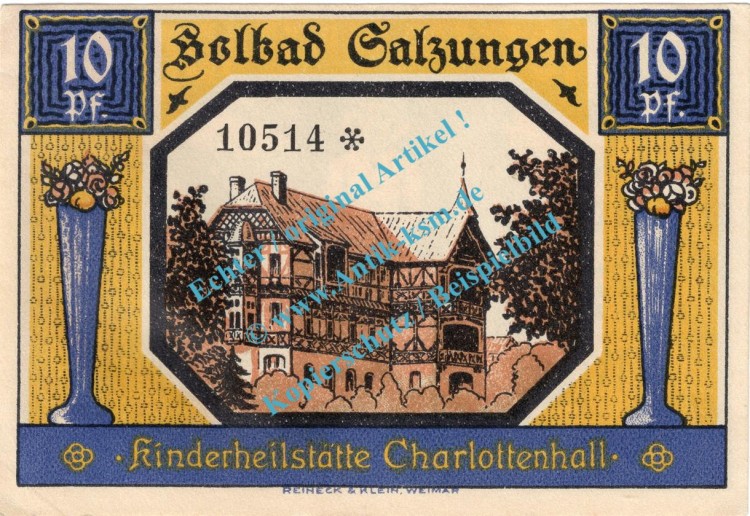 10
Pf.
Solbad Salzungen
10
Pf.
10514 *
Echter / original Artikel !
© www.Antik-ksm.de
Kopierschutz / Beispielbild
· Kinderheilstätte Charlottenhall ·
REINECK & KLEIN, WEIMAR